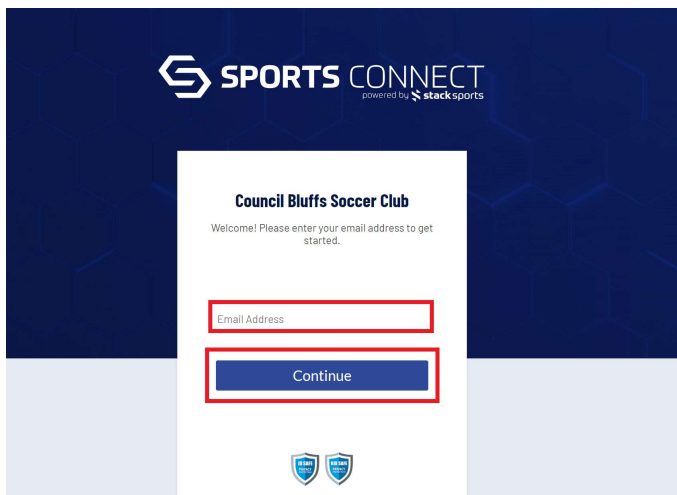 SPORTS CONNECT
powered by stack sports
Council Bluffs Soccer Club
Welcome! Please enter your email address to get
started.
Email Address
Continue